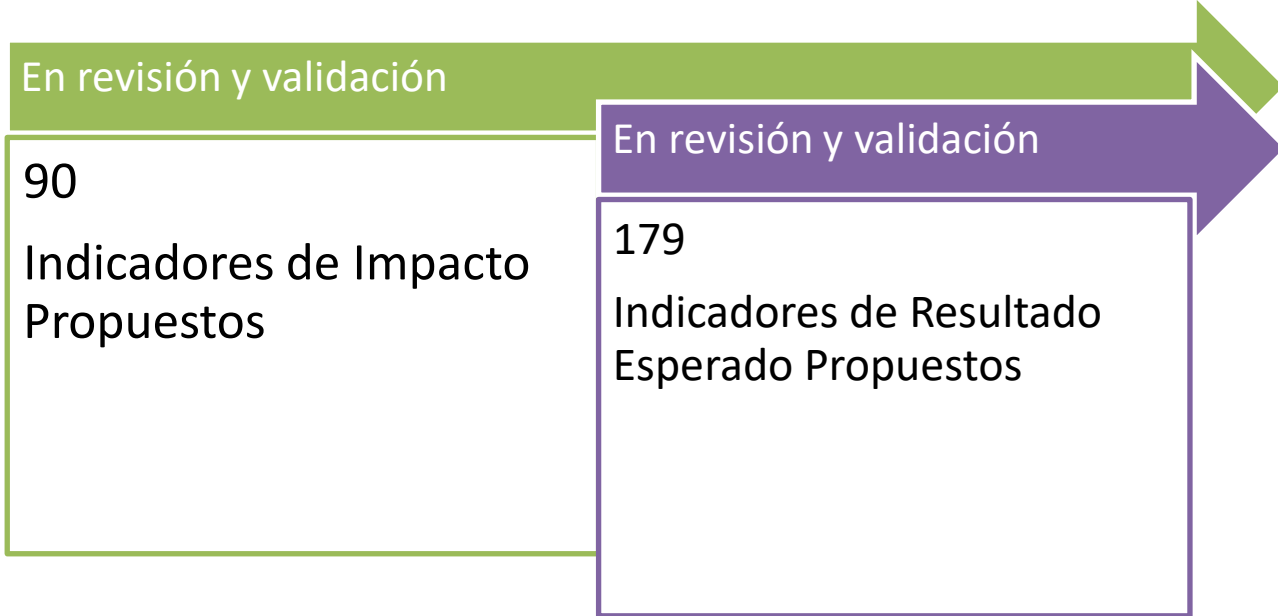 En revisión y validación
90
Indicadores de Impacto
Propuestos
En revisión y validación
179
Indicadores de Resultado
Esperado Propuestos